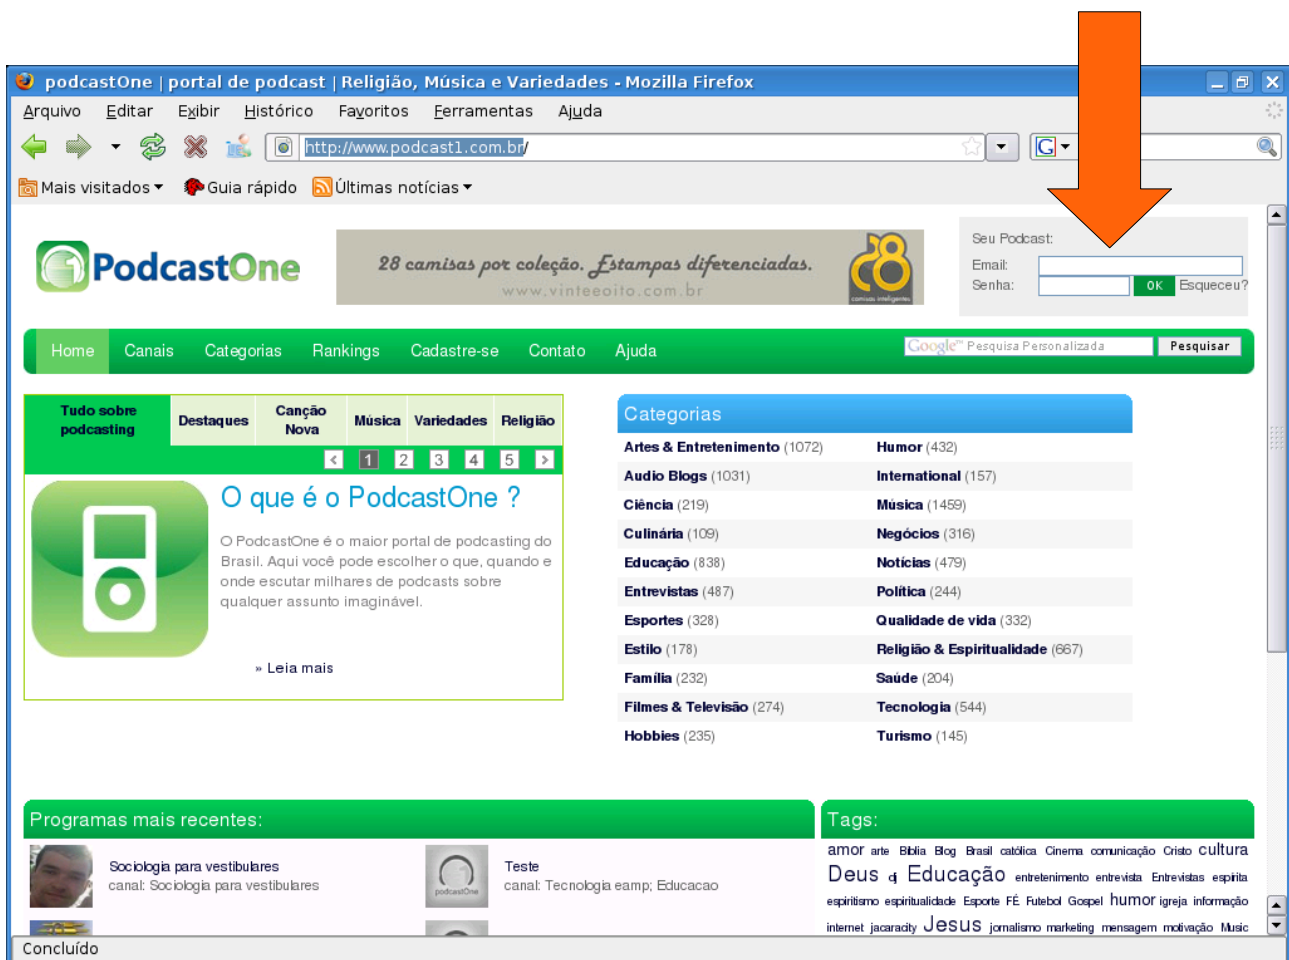 podcastOne | portal de podcast | Religião, Música e Variedades - Mozilla Firefox
Arquivo Editar Exibir Histórico Favoritos Ferramentas Ajuda
http://www.podcast1.com.br/
G
Mais visitados Guia rápido Últimas notícias
PodcastOne
28 camisas por coleção. Estampas diferenciadas.
www.vinteeoito.com.br
28
camisas inteligentes
Seu Podcast:
Email:
Senha: OK Esqueceu?
Home Canais Categorias Rankings Cadastre-se Contato Ajuda
Google™ Pesquisa Personalizada Pesquisar
Tudo sobre podcasting Destaques Canção Nova Música Variedades Religião
< 1 2 3 4 5 >
O que é o PodcastOne ?
O PodcastOne é o maior portal de podcasting do
Brasil. Aqui você pode escolher o que, quando e
onde escutar milhares de podcasts sobre
qualquer assunto imaginável.
» Leia mais
Categorias
Artes & Entretenimento (1072) Humor (432)
Audio Blogs (1031) International (157)
Ciência (219) Música (1459)
Culinária (109) Negócios (316)
Educação (838) Notícias (479)
Entrevistas (487) Política (244)
Esportes (328) Qualidade de vida (332)
Estilo (178) Religião & Espiritualidade (667)
Família (232) Saúde (204)
Filmes & Televisão (274) Tecnologia (544)
Hobbies (235) Turismo (145)
Programas mais recentes:
Sociologia para vestibulares
canal: Sociologia para vestibulares
podcastOne
Teste
canal: Tecnologia eamp; Educacao
Tags:
amor arte Biblia Blog Brasil católica Cinema comunicação Cristo cultura
Deus dj Educação entretenimento entrevista Entrevistas espirita
espiritismo espiritualidade Esporte FÉ Futebol Gospel humor igreja informação
internet jacaracity Jesus jornalismo marketing mensagem motivação Music
Concluído